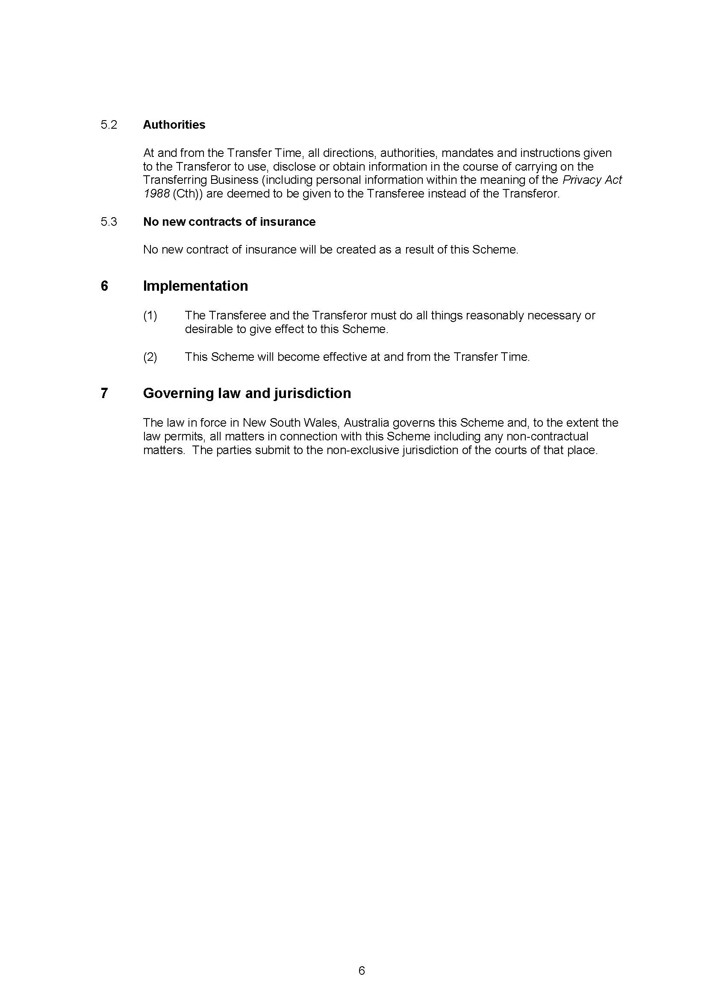 5.2 Authorities
At and from the Transfer Time, all directions, authorities, mandates and instructions given
to the Transferor to use, disclose or obtain information in the course of carrying on the
Transferring Business (including personal information within the meaning of the Privacy Act
1988 (Cth)) are deemed to be given to the Transferee instead of the Transferor.
5.3 No new contracts of insurance
No new contract of insurance will be created as a result of this Scheme.
6 Implementation
(1) The Transferee and the Transferor must do all things reasonably necessary or
desirable to give effect to this Scheme.
(2) This Scheme will become effective at and from the Transfer Time.
7 Governing law and jurisdiction
The law in force in New South Wales, Australia governs this Scheme and, to the extent the
law permits, all matters in connection with this Scheme including any non-contractual
matters.  The parties submit to the non-exclusive jurisdiction of the courts of that place.
6